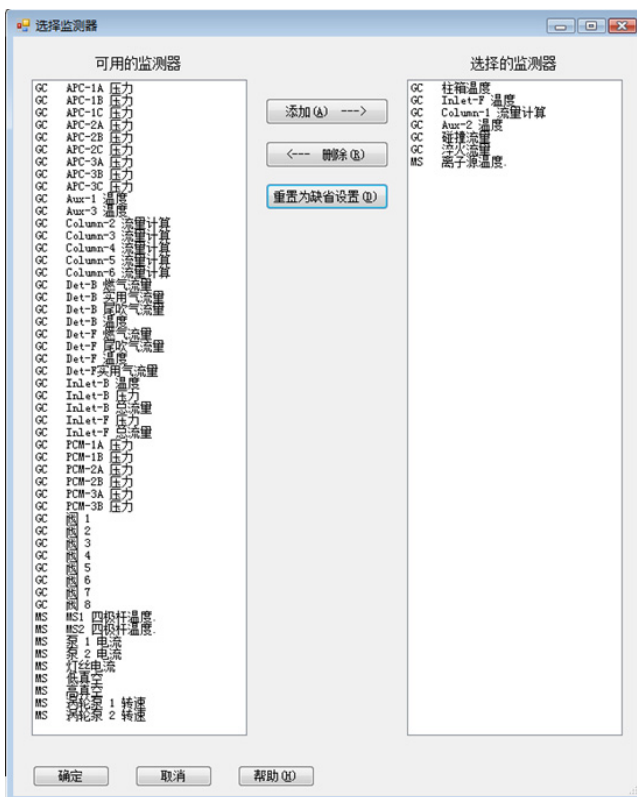 选择监测器
可用的监测器
选择的监测器
GC APC-1A 压力
GC APC-1B 压力
GC APC-1C 压力
GC APC-2A 压力
GC APC-2B 压力
GC APC-2C 压力
GC APC-3A 压力
GC APC-3B 压力
GC APC-3C 压力
GC Aux-1 温度
GC Aux-3 温度
GC Column-2 流量计算
GC Column-3 流量计算
GC Column-4 流量计算
GC Column-5 流量计算
GC Column-6 流量计算
GC Det-B 燃气流量
GC Det-B 实用气流量
GC Det-B 尾吹气流量
GC Det-B 温度
GC Det-F 燃气流量
GC Det-F 尾吹气流量
GC Det-F 温度
GC Det-F实用气流量
GC Inlet-B 温度
GC Inlet-B 压力
GC Inlet-B 总流量
GC Inlet-F 压力
GC Inlet-F 总流量
GC PCM-1A 压力
GC PCM-1B 压力
GC PCM-2A 压力
GC PCM-2B 压力
GC PCM-3A 压力
GC PCM-3B 压力
GC 阀 1
GC 阀 2
GC 阀 3
GC 阀 4
GC 阀 5
GC 阀 6
GC 阀 7
GC 阀 8
MS MS1 四极杆温度.
MS MS2 四极杆温度.
MS 泵 1 电流
MS 泵 2 电流
MS 灯丝电流
MS 低真空
MS 高真空
MS 涡轮泵 1 转速
MS 涡轮泵 2 转速
添加(A) --->
<--- 删除(R)
重置为缺省设置(D)
GC 柱箱温度
GC Inlet-F 温度
GC Column-1 流量计算
GC Aux-2 温度
GC 碰撞流量
GC 淬火流量
MS 离子源温度.
确定
取消
帮助(H)